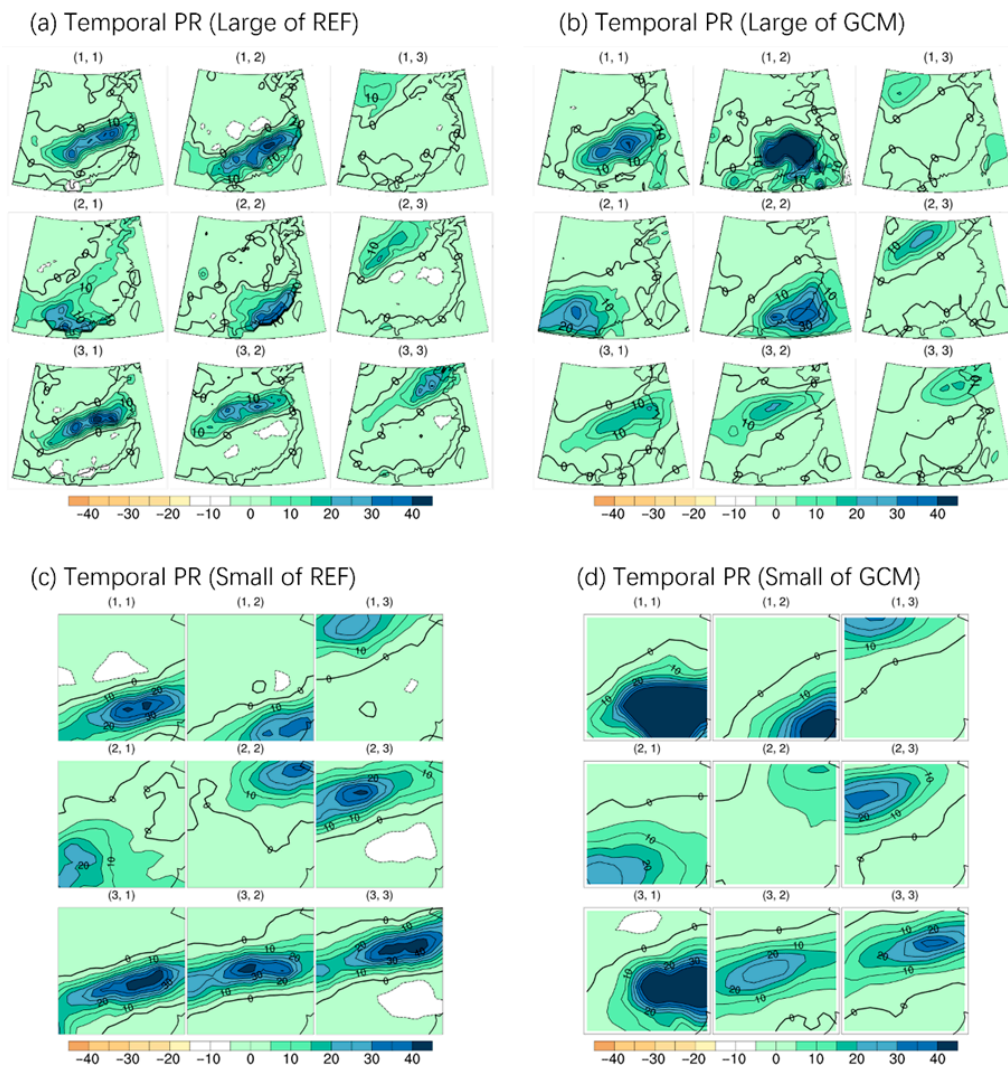 (a) Temporal PR (Large of REF)
(1, 1) (1, 2) (1, 3)
(2, 1) (2, 2) (2, 3)
(3, 1) (3, 2) (3, 3)
−40 −30 −20 −10 0 10 20 30 40
(b) Temporal PR (Large of GCM)
(1, 1) (1, 2) (1, 3)
(2, 1) (2, 2) (2, 3)
(3, 1) (3, 2) (3, 3)
−40 −30 −20 −10 0 10 20 30 40
(c) Temporal PR (Small of REF)
(1, 1) (1, 2) (1, 3)
(2, 1) (2, 2) (2, 3)
(3, 1) (3, 2) (3, 3)
−40 −30 −20 −10 0 10 20 30 40
(d) Temporal PR (Small of GCM)
(1, 1) (1, 2) (1, 3)
(2, 1) (2, 2) (2, 3)
(3, 1) (3, 2) (3, 3)
−40 −30 −20 −10 0 10 20 30 40